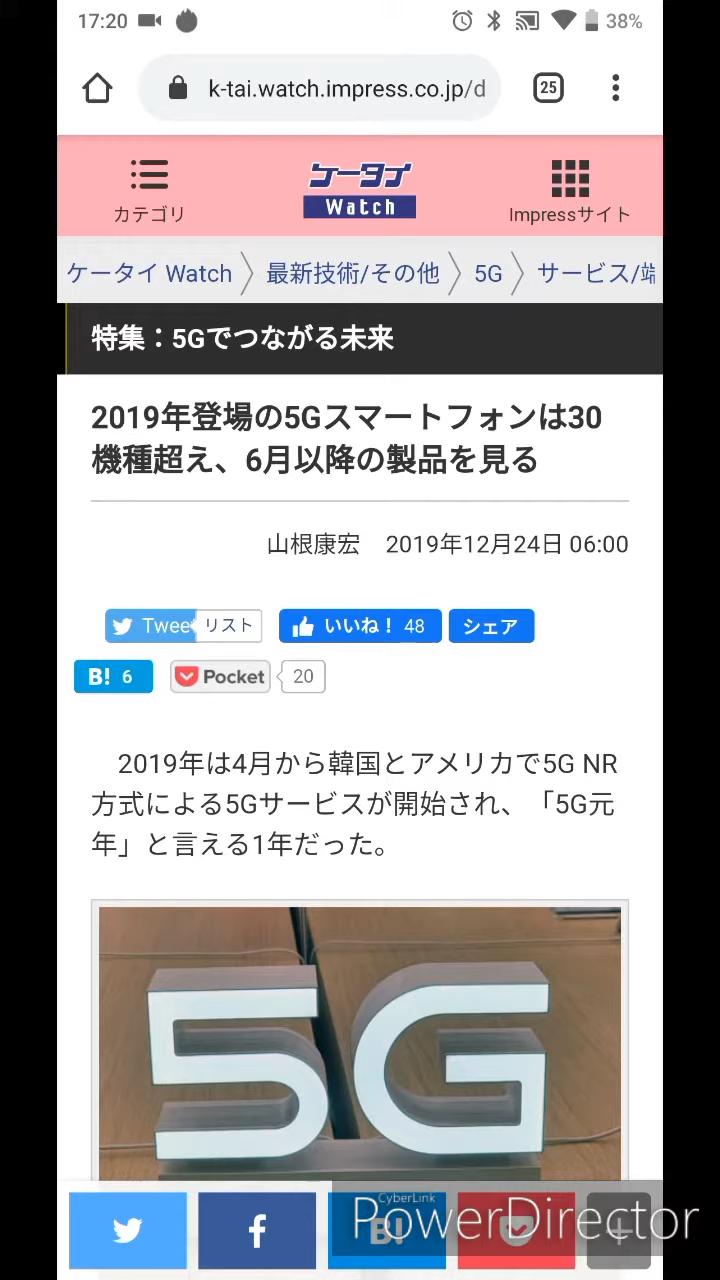 17:20 38%
k-tai.watch.impress.co.jp/d 25
ケータイ
Watch
カテゴリ Impressサイト
ケータイ Watch 最新技術/その他 5G サービス/端
特集：5Gでつながる未来
2019年登場の5Gスマートフォンは30
機種超え、6月以降の製品を見る
山根康宏 2019年12月24日 06:00
Tweet リスト いいね！ 48 シェア
B! 6 Pocket 20
2019年は4月から韓国とアメリカで5G NR
方式による5Gサービスが開始され、「5G元
年」と言える1年だった。
5G
CyberLink
PowerDirector
B!